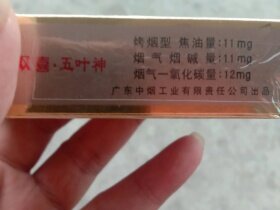 双喜·五叶神
烤烟型 焦油量:11mg
烟气烟碱量:1.1mg
烟气一氧化碳量:12mg
广东中烟工业有限责任公司出品